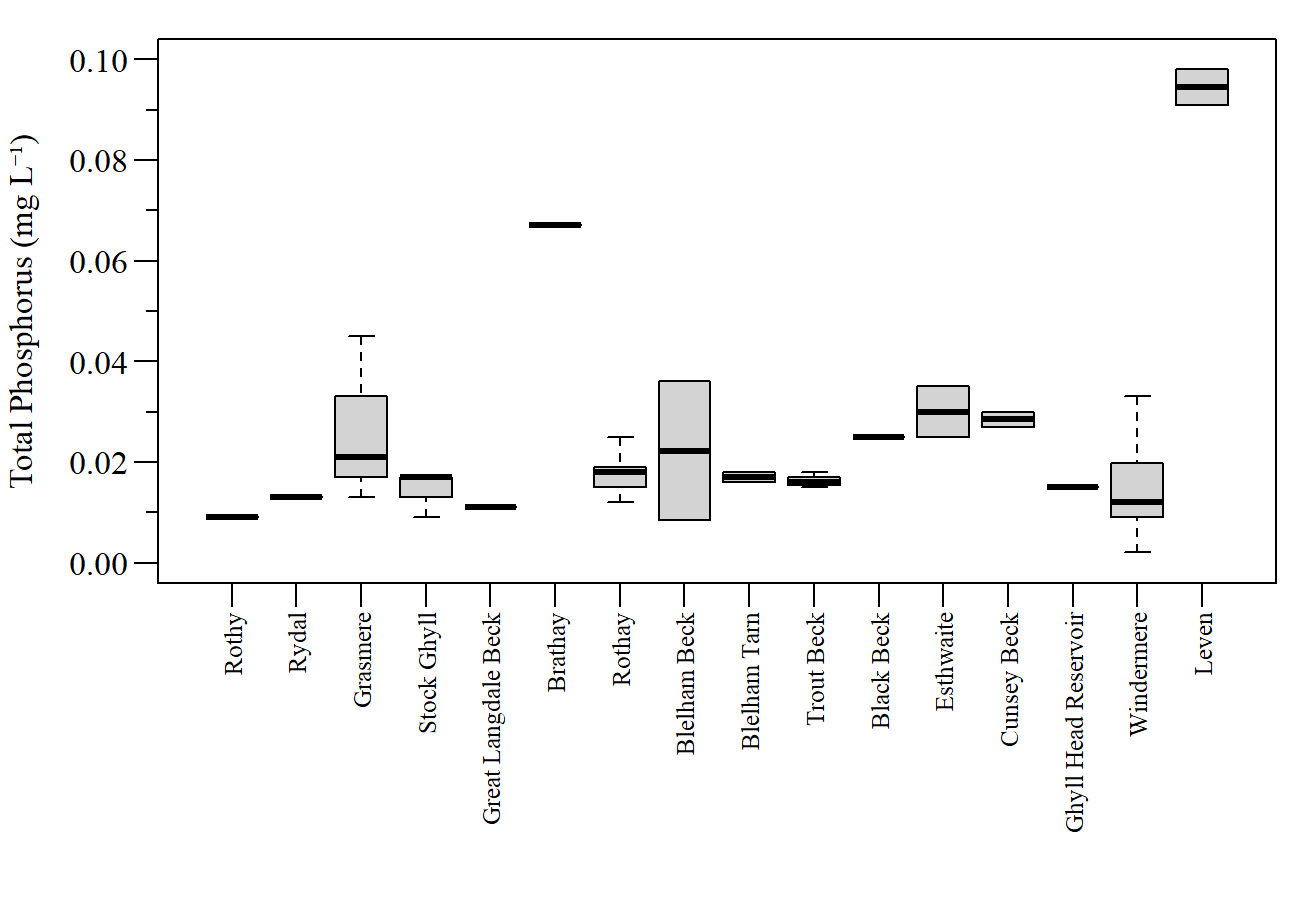 Total Phosphorus (mg L⁻¹)
0.10
0.08
0.06
0.04
0.02
0.00
Rothy
Rydal
Grasmere
Stock Ghyll
Great Langdale Beck
Brathay
Rothay
Blelham Beck
Blelham Tarn
Trout Beck
Black Beck
Esthwaite
Cunsey Beck
Ghyll Head Reservoir
Windermere
Leven